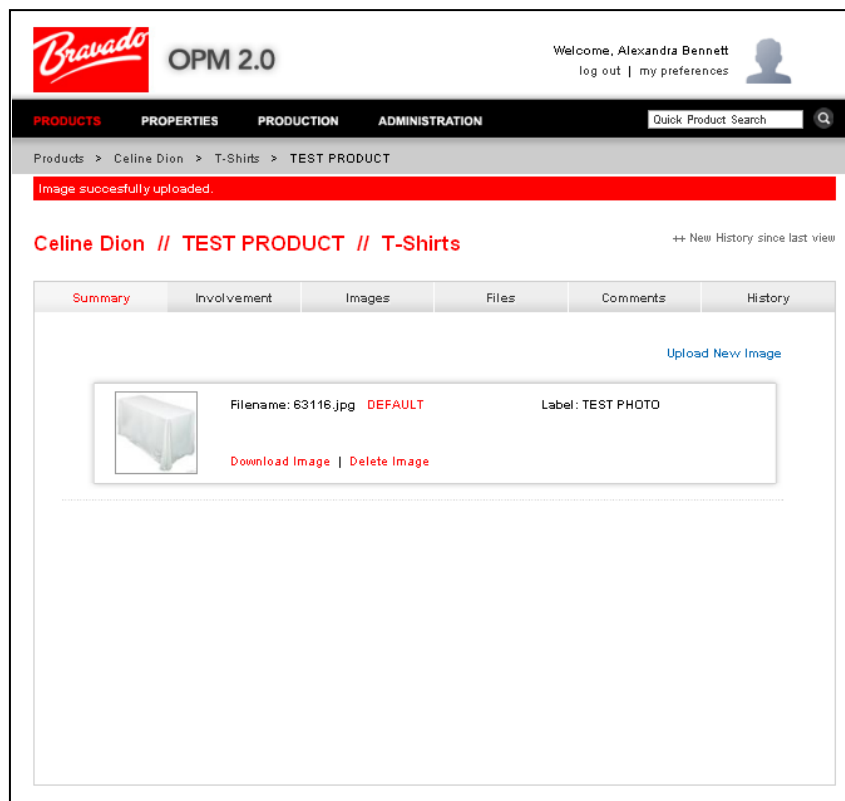 Bravado
OPM 2.0
Welcome, Alexandra Bennett
log out | my preferences
PRODUCTS PROPERTIES PRODUCTION ADMINISTRATION Quick Product Search
Products > Celine Dion > T-Shirts > TEST PRODUCT
Image succesfully uploaded.
Celine Dion // TEST PRODUCT // T-Shirts ++ New History since last view
Summary Involvement Images Files Comments History
Upload New Image
Filename: 63116.jpg DEFAULT Label: TEST PHOTO
Download Image | Delete Image